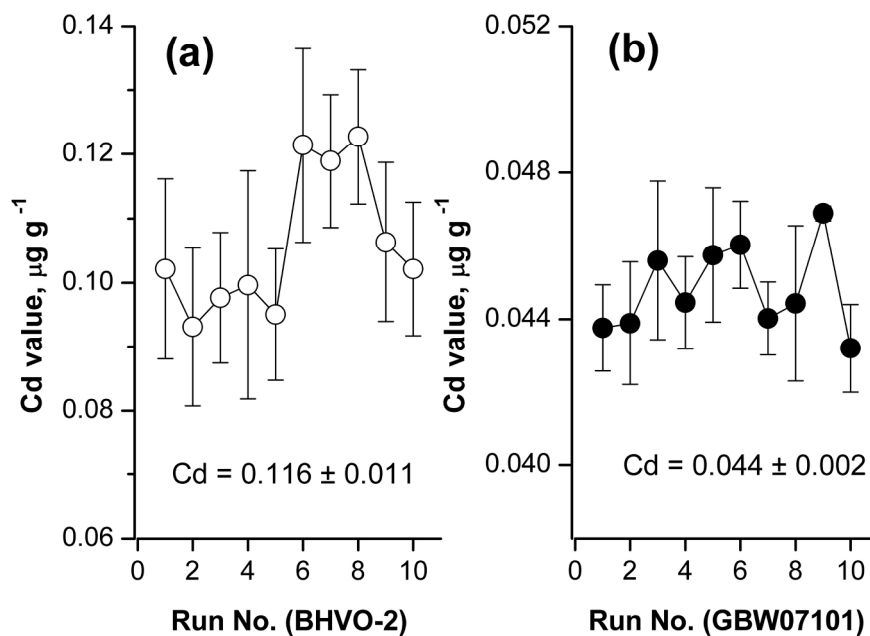 (a)
0.14
0.12
0.10
0.08
0.06
Cd value, µg g⁻¹
Cd = 0.116 ± 0.011
0 2 4 6 8 10
Run No. (BHVO-2)
(b)
0.052
0.048
0.044
0.040
Cd value, µg g⁻¹
Cd = 0.044 ± 0.002
0 2 4 6 8 10
Run No. (GBW07101)